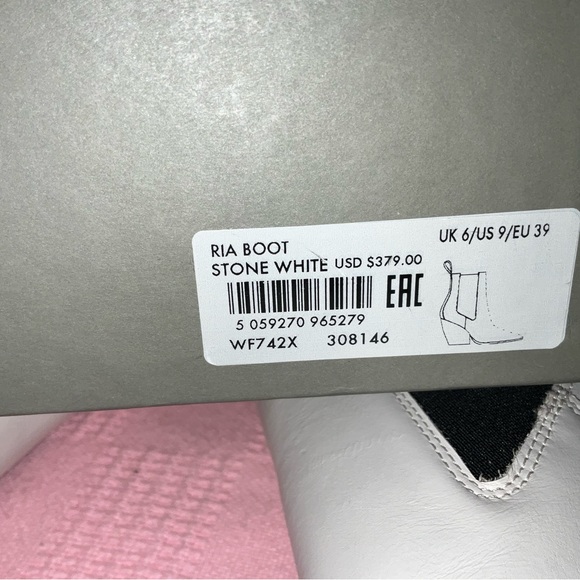 RIA BOOT UK 6/US 9/EU 39
STONE WHITE USD $379.00
EAC
5 059270 965279
WF742X 308146